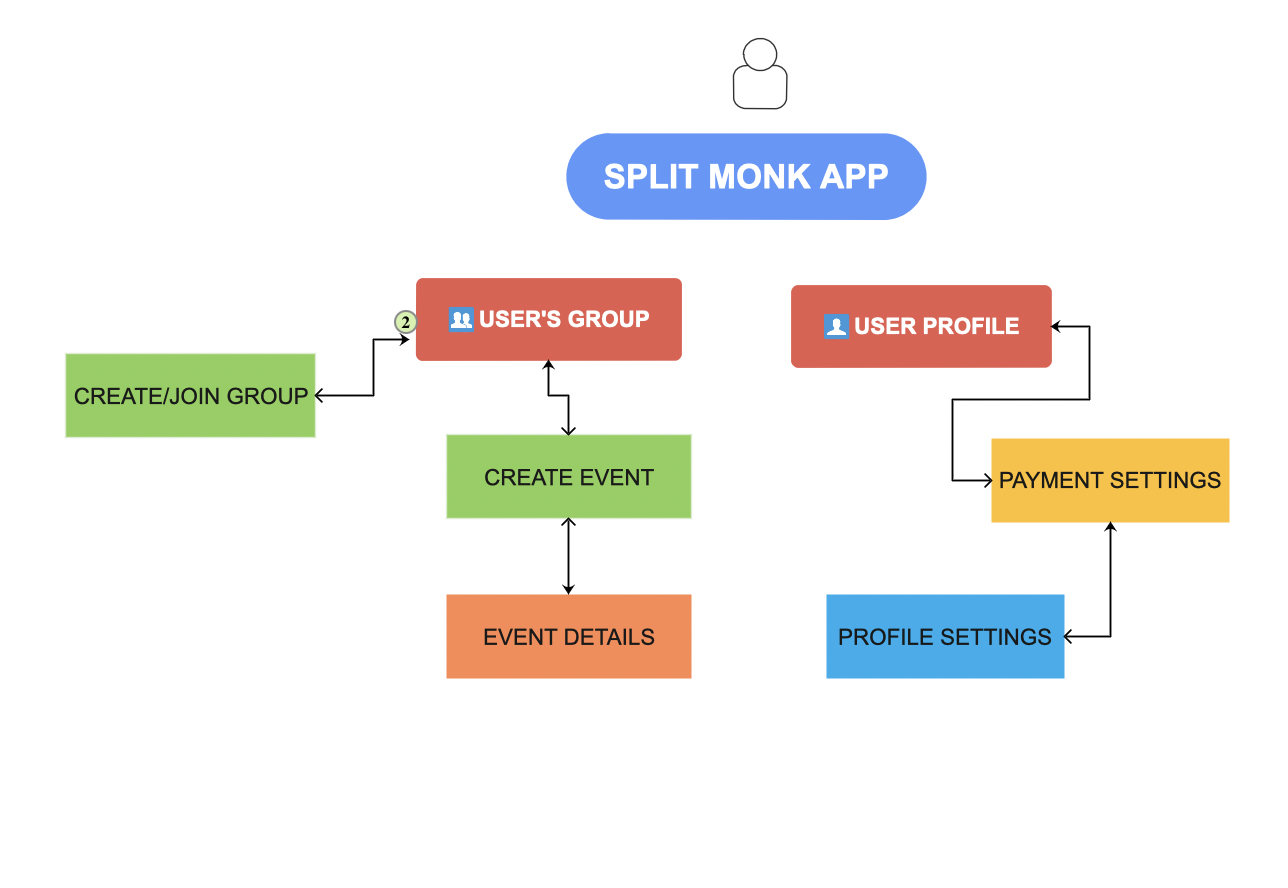 SPLIT MONK APP
USER'S GROUP
USER PROFILE
2
CREATE/JOIN GROUP
CREATE EVENT
PAYMENT SETTINGS
EVENT DETAILS
PROFILE SETTINGS